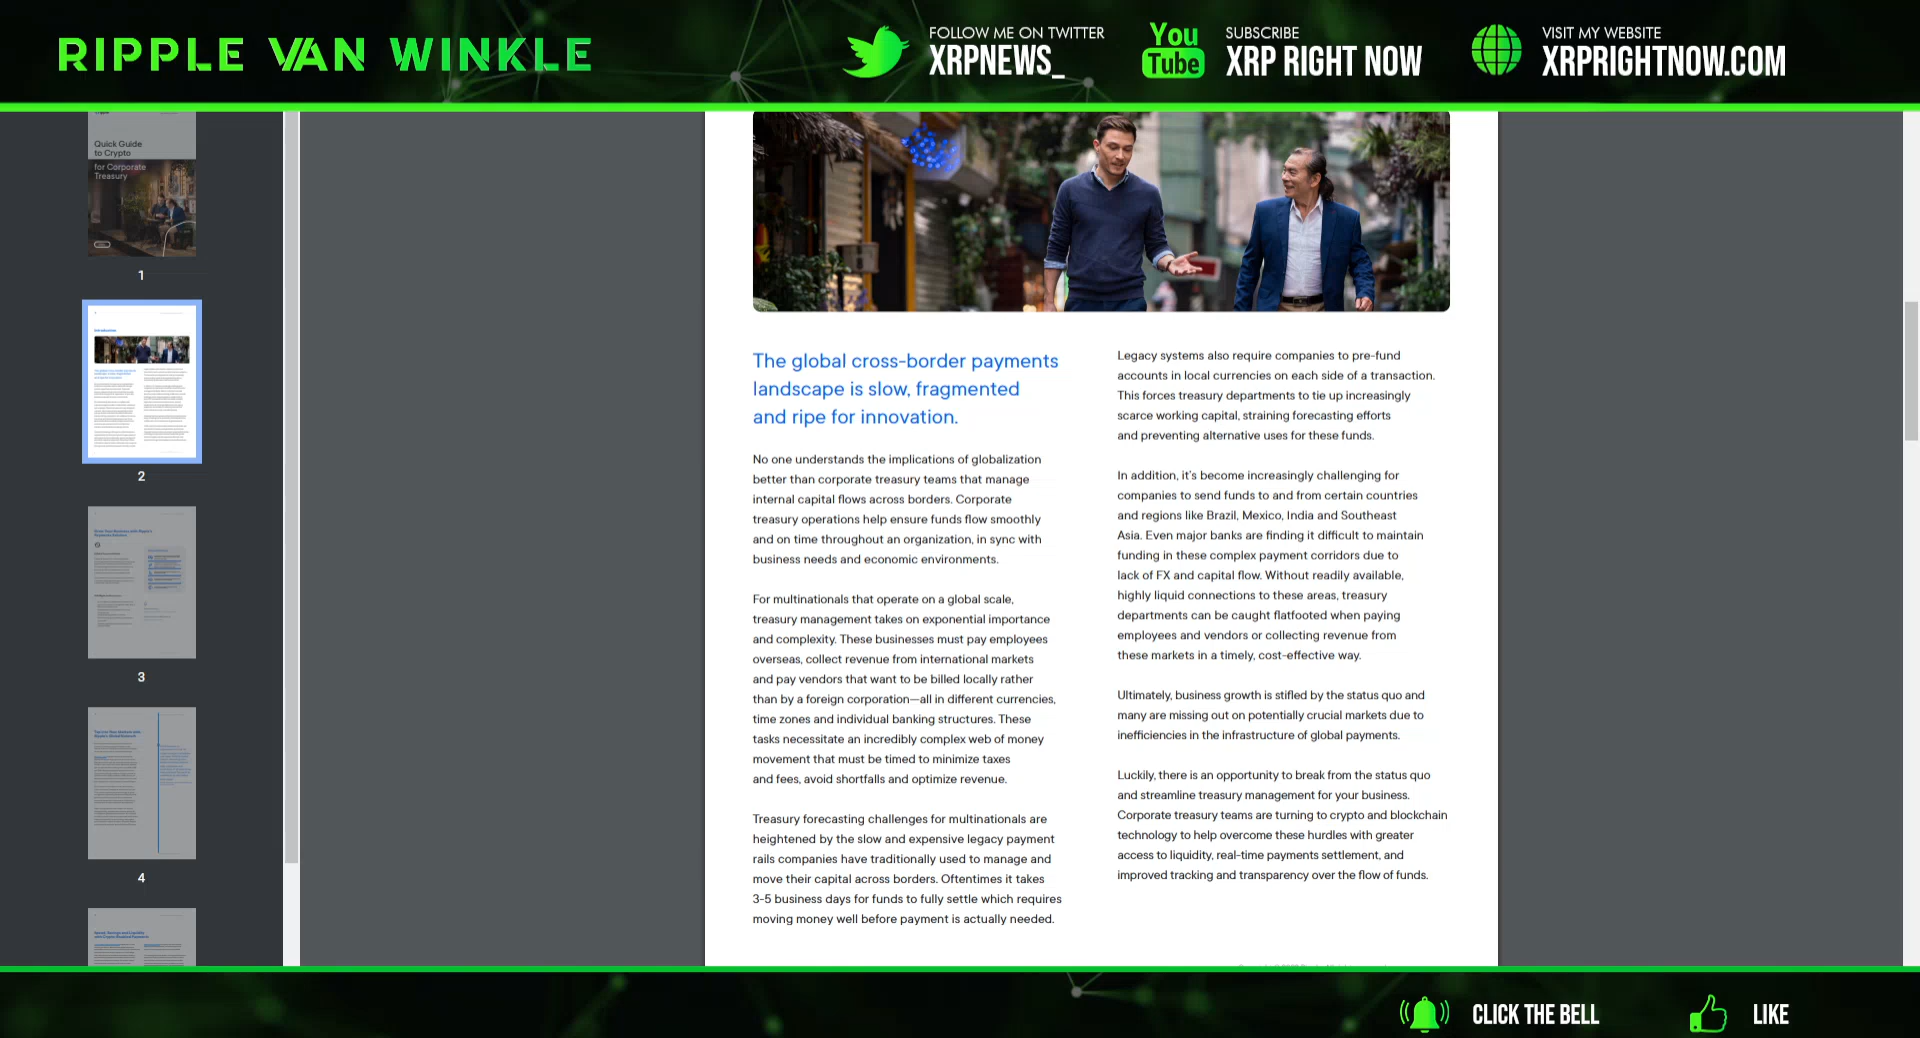 RIPPLE VAN WINKLE
FOLLOW ME ON TWITTER
XRPNEWS_
You
Tube
SUBSCRIBE
XRP RIGHT NOW
VISIT MY WEBSITE
XRPRIGHTNOW.COM
Quick Guide
to Crypto
for Corporate
Treasury
1
Introduction
2
3
4
The global cross-border payments
landscape is slow, fragmented
and ripe for innovation.
No one understands the implications of globalization
better than corporate treasury teams that manage
internal capital flows across borders. Corporate
treasury operations help ensure funds flow smoothly
and on time throughout an organization, in sync with
business needs and economic environments.
For multinationals that operate on a global scale,
treasury management takes on exponential importance
and complexity. These businesses must pay employees
overseas, collect revenue from international markets
and pay vendors that want to be billed locally rather
than by a foreign corporation—all in different currencies,
time zones and individual banking structures. These
tasks necessitate an incredibly complex web of money
movement that must be timed to minimize taxes
and fees, avoid shortfalls and optimize revenue.
Treasury forecasting challenges for multinationals are
heightened by the slow and expensive legacy payment
rails companies have traditionally used to manage and
move their capital across borders. Oftentimes it takes
3-5 business days for funds to fully settle which requires
moving money well before payment is actually needed.
Legacy systems also require companies to pre-fund
accounts in local currencies on each side of a transaction.
This forces treasury departments to tie up increasingly
scarce working capital, straining forecasting efforts
and preventing alternative uses for these funds.
In addition, it's become increasingly challenging for
companies to send funds to and from certain countries
and regions like Brazil, Mexico, India and Southeast
Asia. Even major banks are finding it difficult to maintain
funding in these complex payment corridors due to
lack of FX and capital flow. Without readily available,
highly liquid connections to these areas, treasury
departments can be caught flatfooted when paying
employees and vendors or collecting revenue from
these markets in a timely, cost-effective way.
Ultimately, business growth is stifled by the status quo and
many are missing out on potentially crucial markets due to
inefficiencies in the infrastructure of global payments.
Luckily, there is an opportunity to break from the status quo
and streamline treasury management for your business.
Corporate treasury teams are turning to crypto and blockchain
technology to help overcome these hurdles with greater
access to liquidity, real-time payments settlement, and
improved tracking and transparency over the flow of funds.
CLICK THE BELL
LIKE